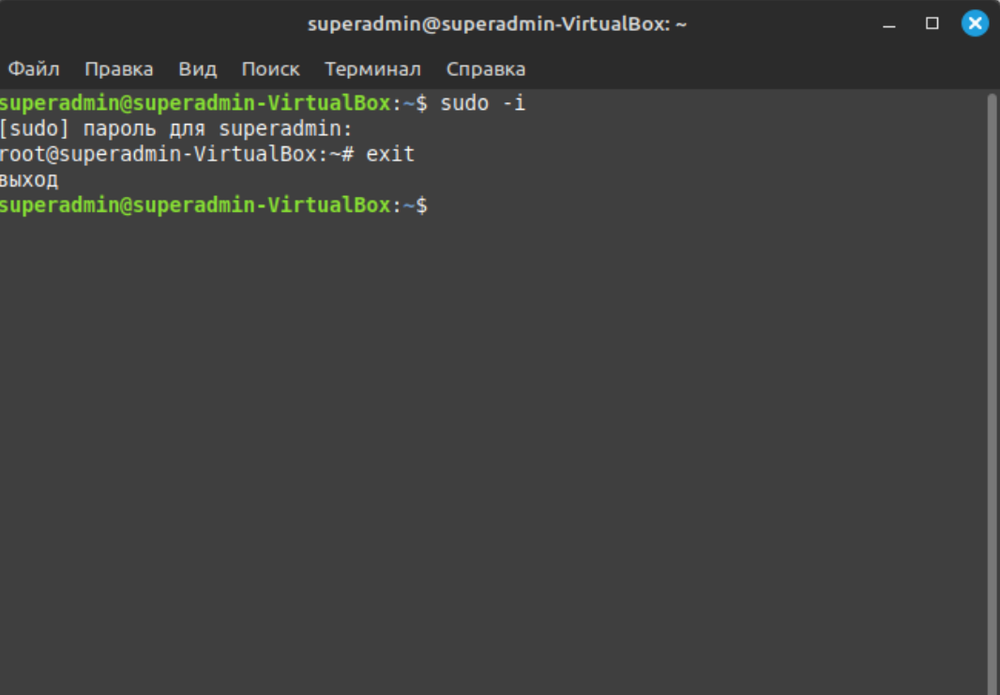 superadmin@superadmin-VirtualBox: ~
Файл Правка Вид Поиск Терминал Справка
superadmin@superadmin-VirtualBox:~$ sudo -i
[sudo] пароль для superadmin:
root@superadmin-VirtualBox:~# exit
выход
superadmin@superadmin-VirtualBox:~$